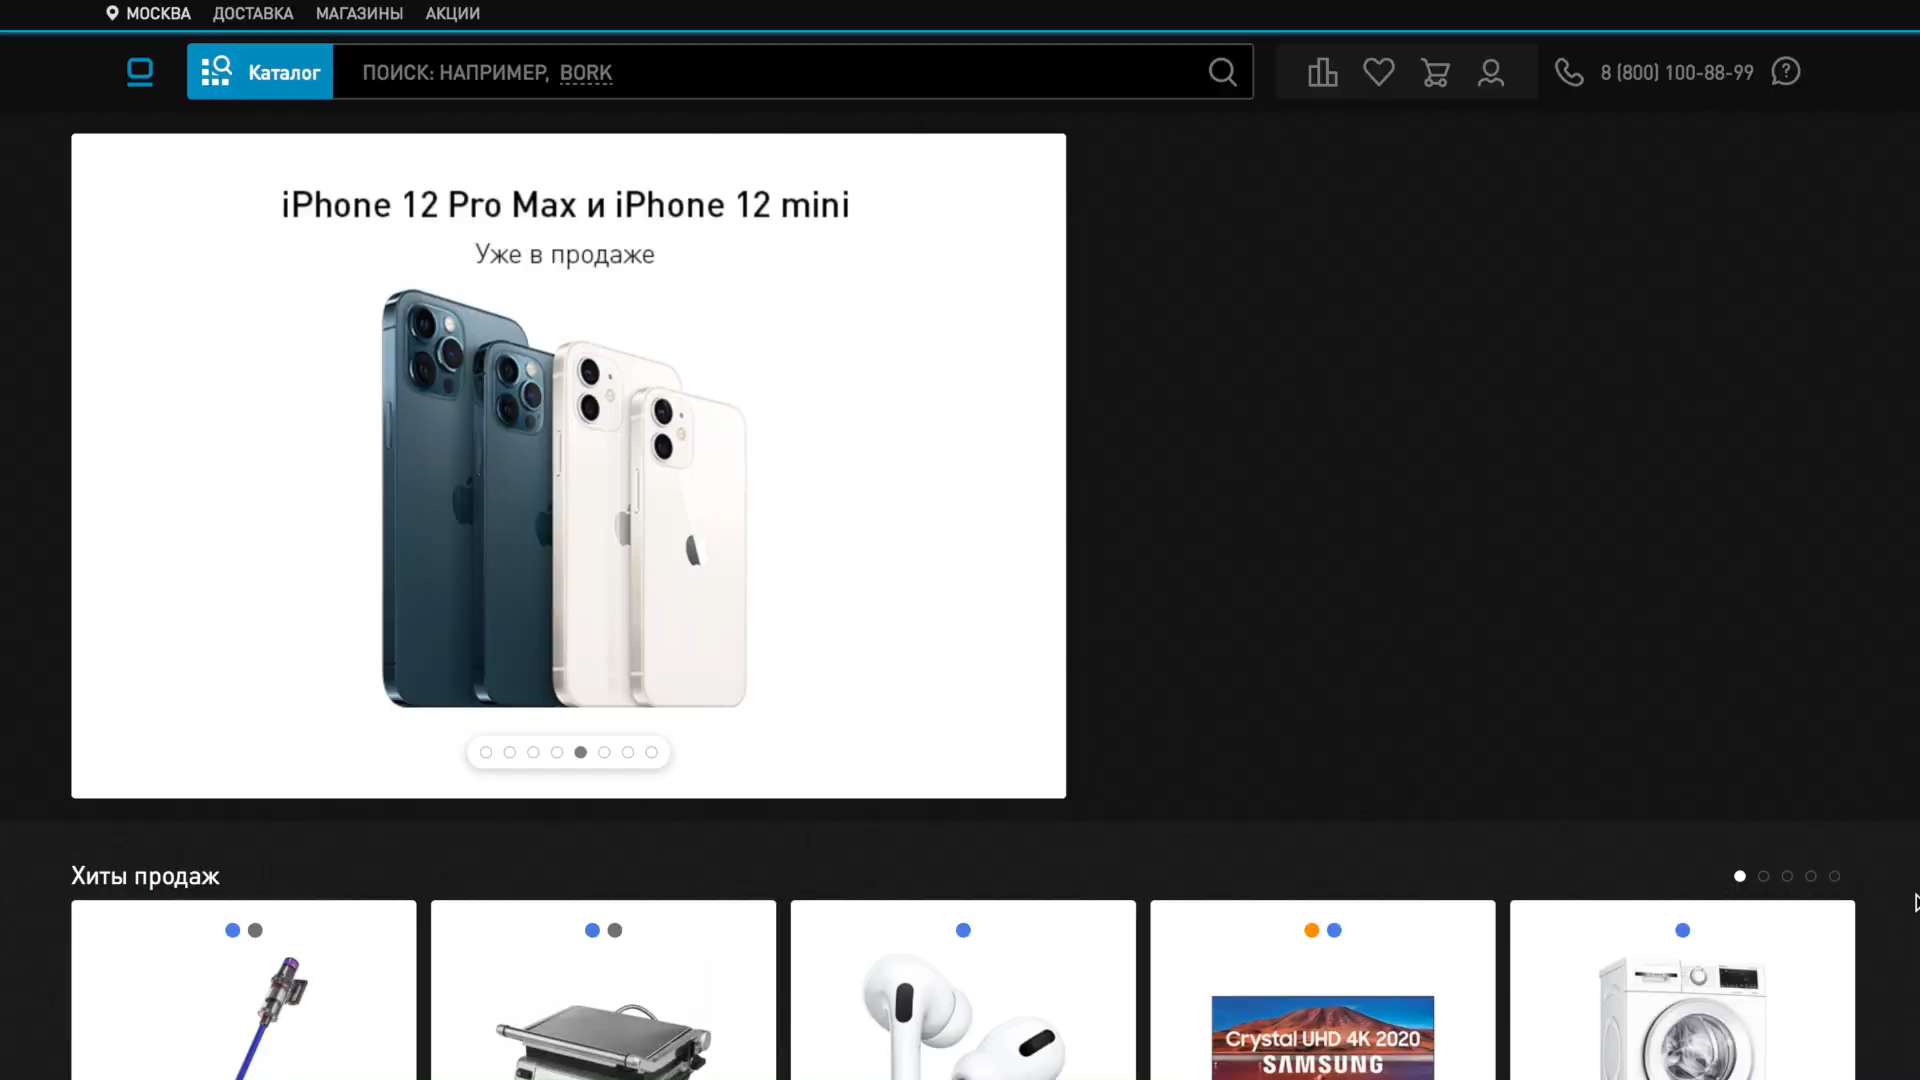 МОСКВА ДОСТАВКА МАГАЗИНЫ АКЦИИ
Каталог ПОИСК: НАПРИМЕР, BORK 8 (800) 100-88-99
iPhone 12 Pro Max и iPhone 12 mini
Уже в продаже
Хиты продаж
Crystal UHD 4K 2020
SAMSUNG